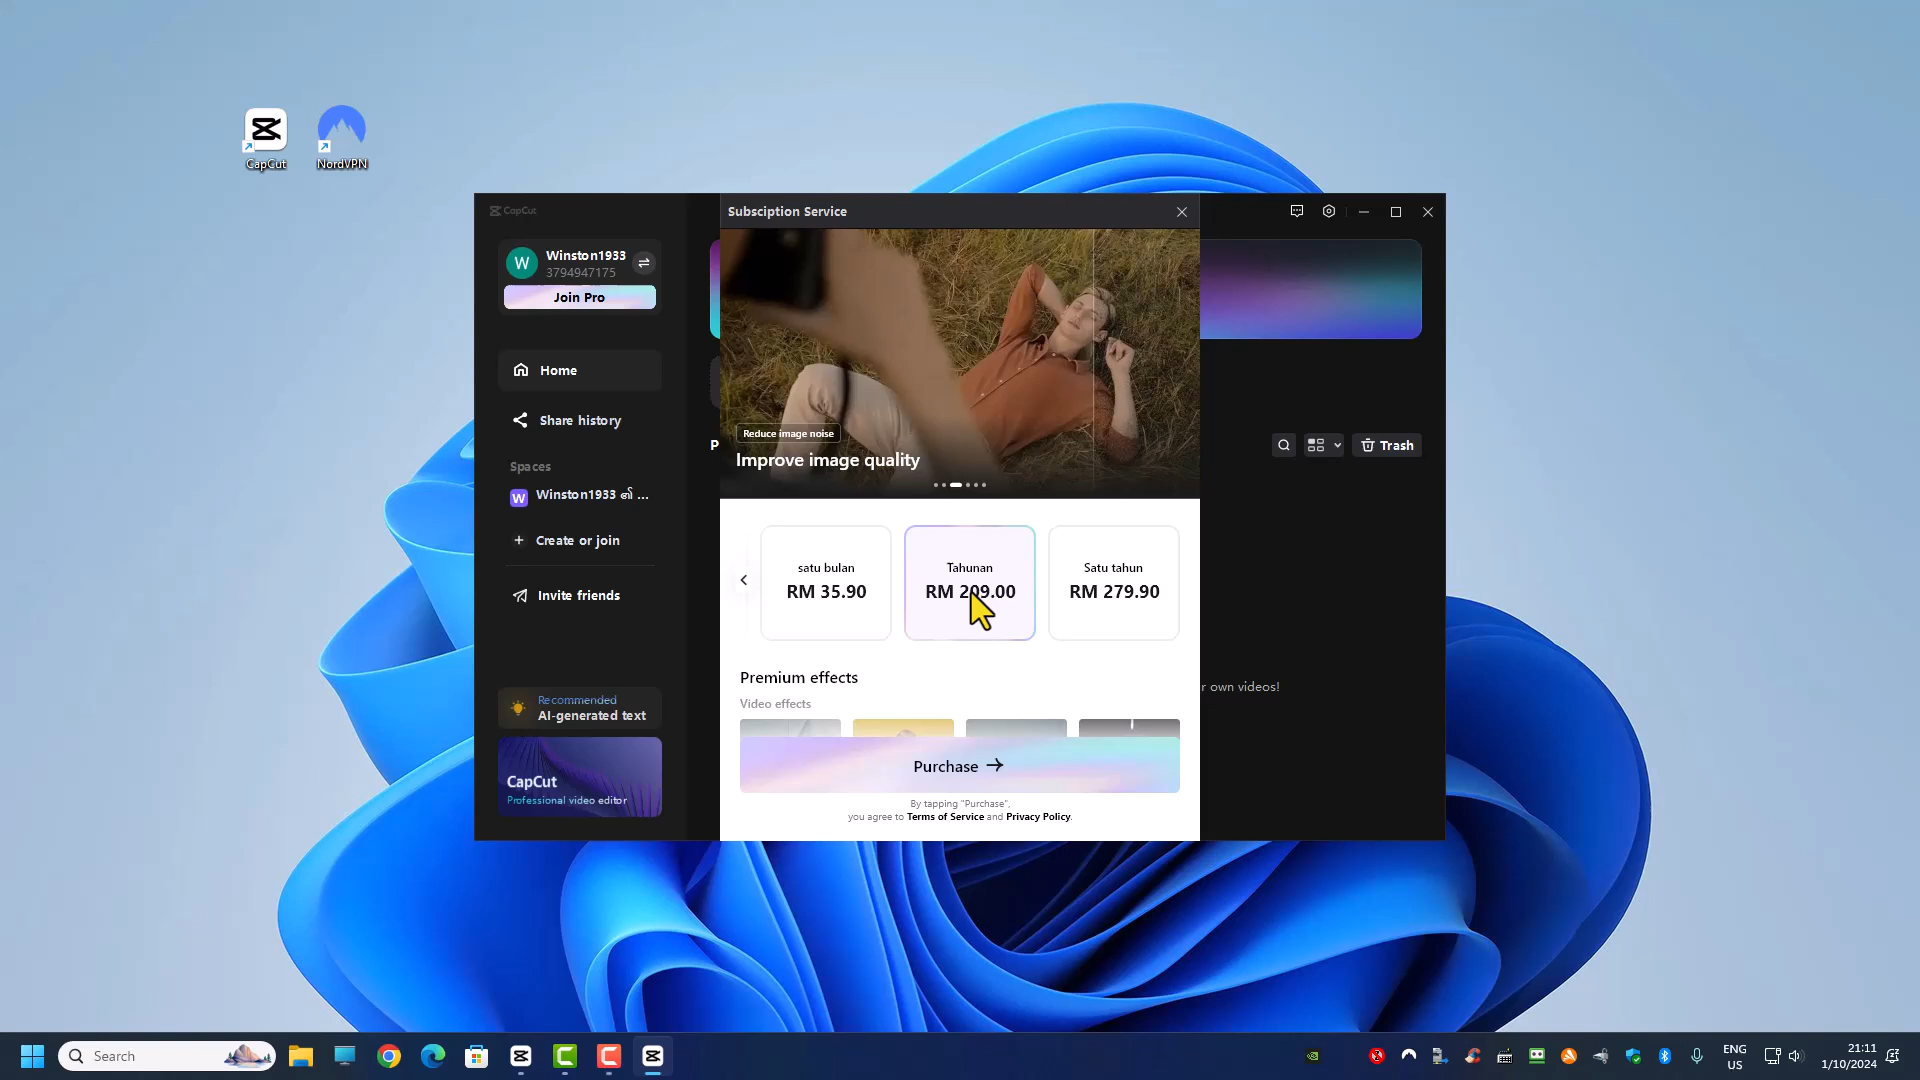 CapCut
NordVPN
CapCut
Subsciption Service
Winston1933
3794947175
Join Pro
Home
Share history
Spaces
W
Create or join
Invite friends
Recommended
AI-generated text
CapCut
Professional video editor
W
Winston1933 ൻ്റെ ...
P
Trash
Reduce image noise
Improve image quality
satu bulan
RM 35.90
Tahunan
RM 209.00
Satu tahun
RM 279.90
Premium effects
Video effects
Purchase
By tapping "Purchase",
you agree to Terms of Service and Privacy Policy.
r own videos!
Search
ENG
US
21:11
1/10/2024